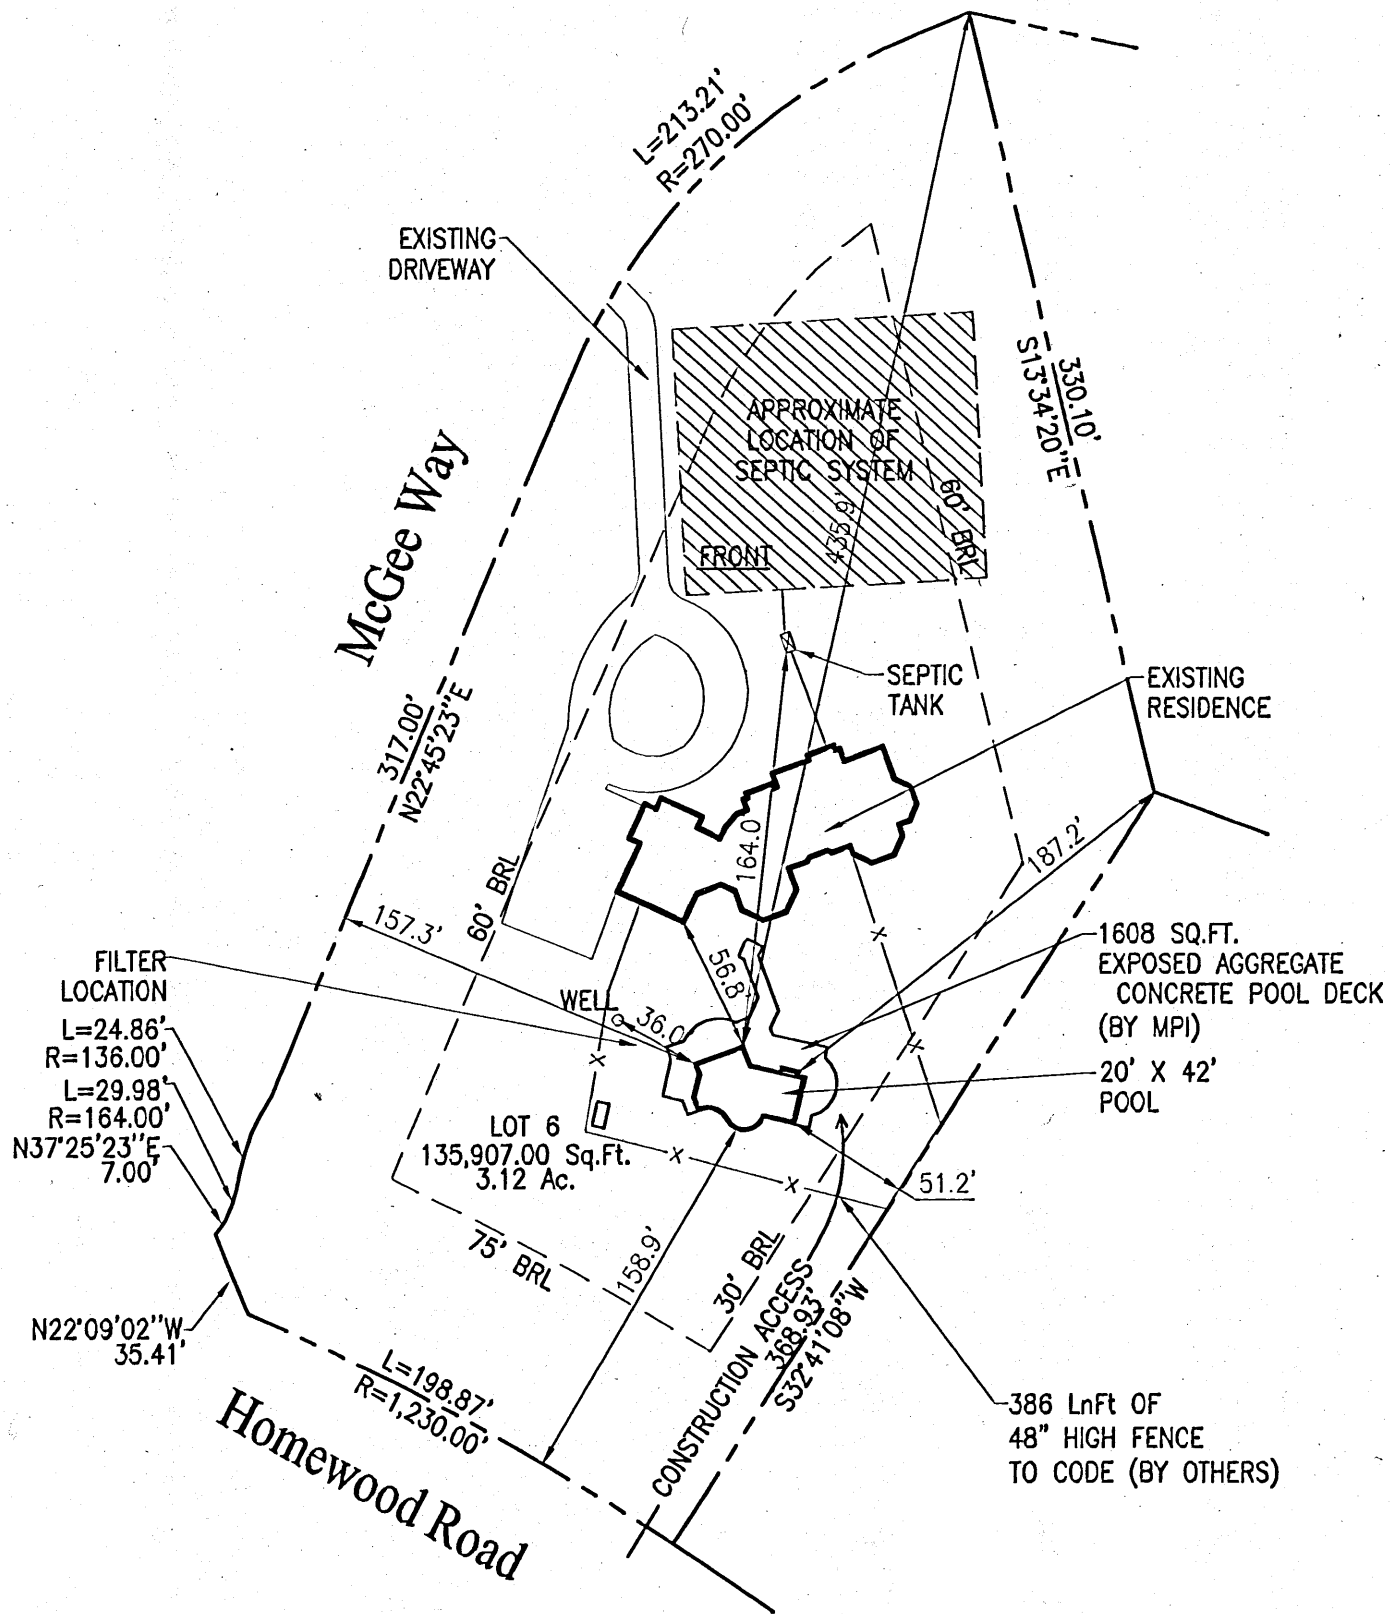 L=213.21'
R=270.00'
EXISTING
DRIVEWAY
330.10'
S13°34'20"E
APPROXIMATE
LOCATION OF
SEPTIC SYSTEM
435.9'
60' BRL
FRONT
McGee Way
SEPTIC
TANK
EXISTING
RESIDENCE
317.00'
N22°45'23"E
164.0'
187.2'
60' BRL
157.3'
56.8'
1608 SQ.FT.
EXPOSED AGGREGATE
CONCRETE POOL DECK
(BY MPI)
FILTER
LOCATION
WELL
36.0'
L=24.86'
R=136.00'
L=29.98'
R=164.00'
N37°25'23"E
7.00'
20' X 42'
POOL
LOT 6
135,907.00 Sq.Ft.
3.12 Ac.
51.2'
75' BRL
158.9'
30' BRL
CONSTRUCTION ACCESS
368.93'
S32°41'08"W
N22°09'02"W
35.41'
L=198.87'
R=1,230.00'
Homewood Road
386 LnFt OF
48" HIGH FENCE
TO CODE (BY OTHERS)